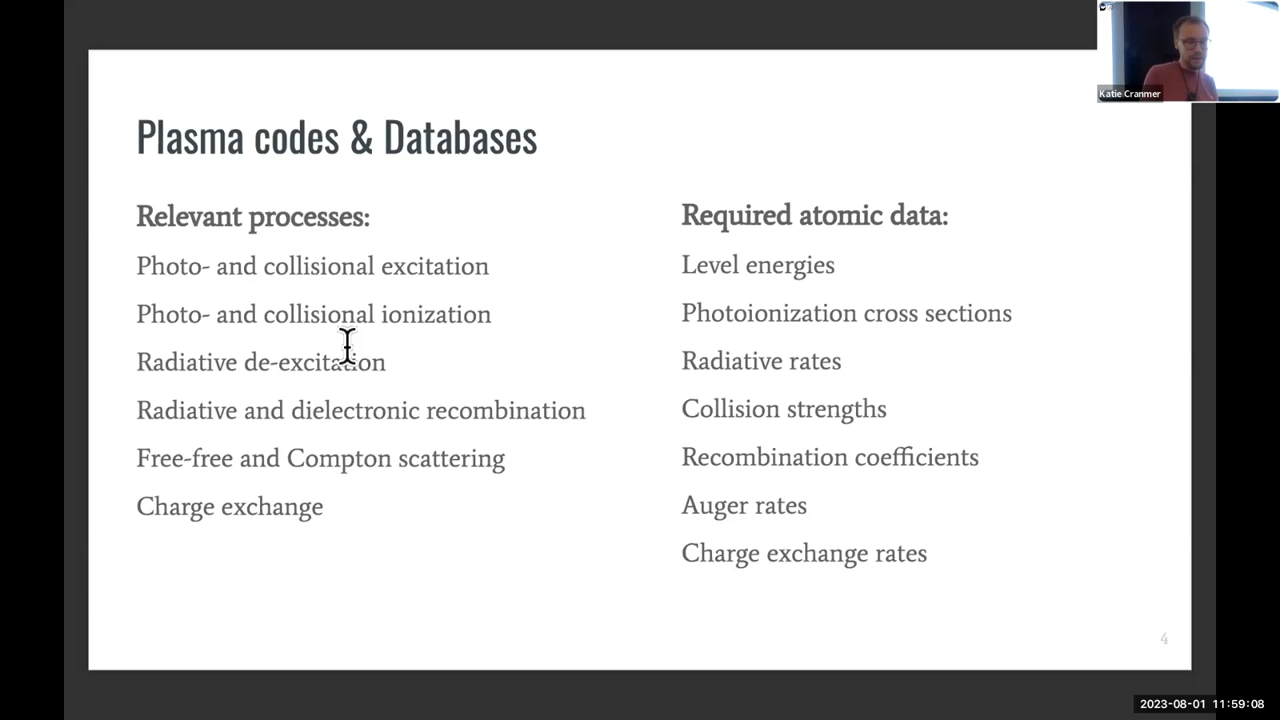 Katie Cranmer
Plasma codes & Databases
Relevant processes:
Photo- and collisional excitation
Photo- and collisional ionization
Radiative de-excitation
Radiative and dielectronic recombination
Free-free and Compton scattering
Charge exchange
Required atomic data:
Level energies
Photoionization cross sections
Radiative rates
Collision strengths
Recombination coefficients
Auger rates
Charge exchange rates
4
2023-08-01 11:59:08